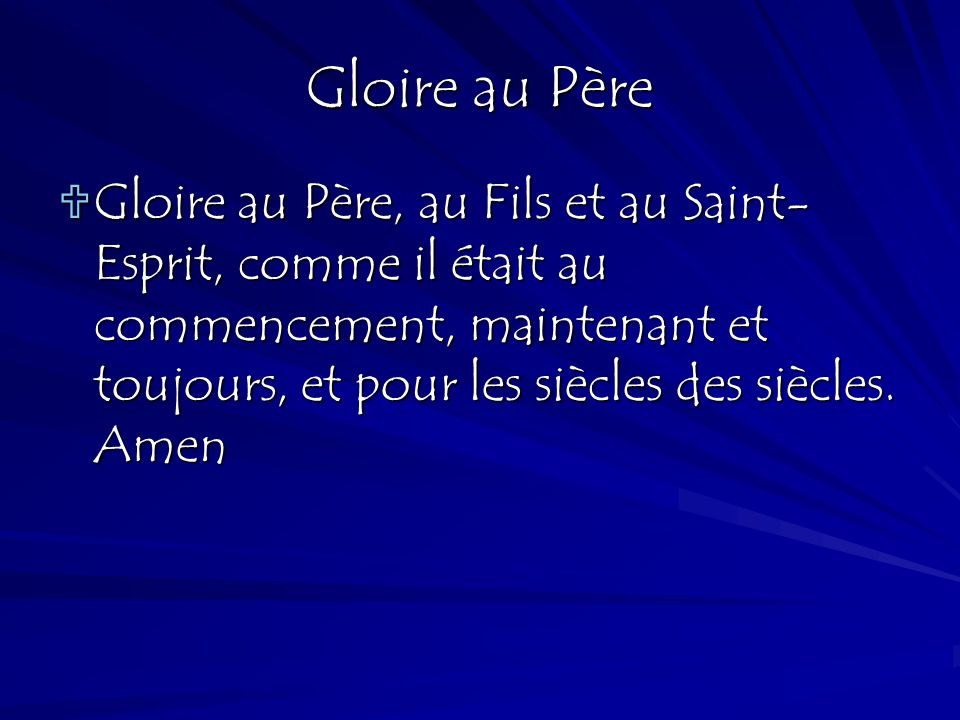 Gloire au Père
✞Gloire au Père, au Fils et au Saint-
Esprit, comme il était au
commencement, maintenant et
toujours, et pour les siècles des siècles.
Amen